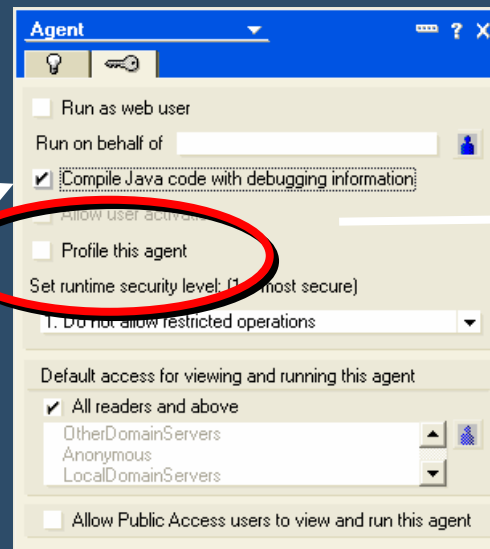 Agent
? X
Run as web user
Run on behalf of
Compile Java code with debugging information
Allow user
Profile this agent
Set runtime security level: (1 most secure)
1. Do not allow restricted operations
Default access for viewing and running this agent
All readers and above
OtherDomainServers
Anonymous
LocalDomainServers
Allow Public Access users to view and run this agent